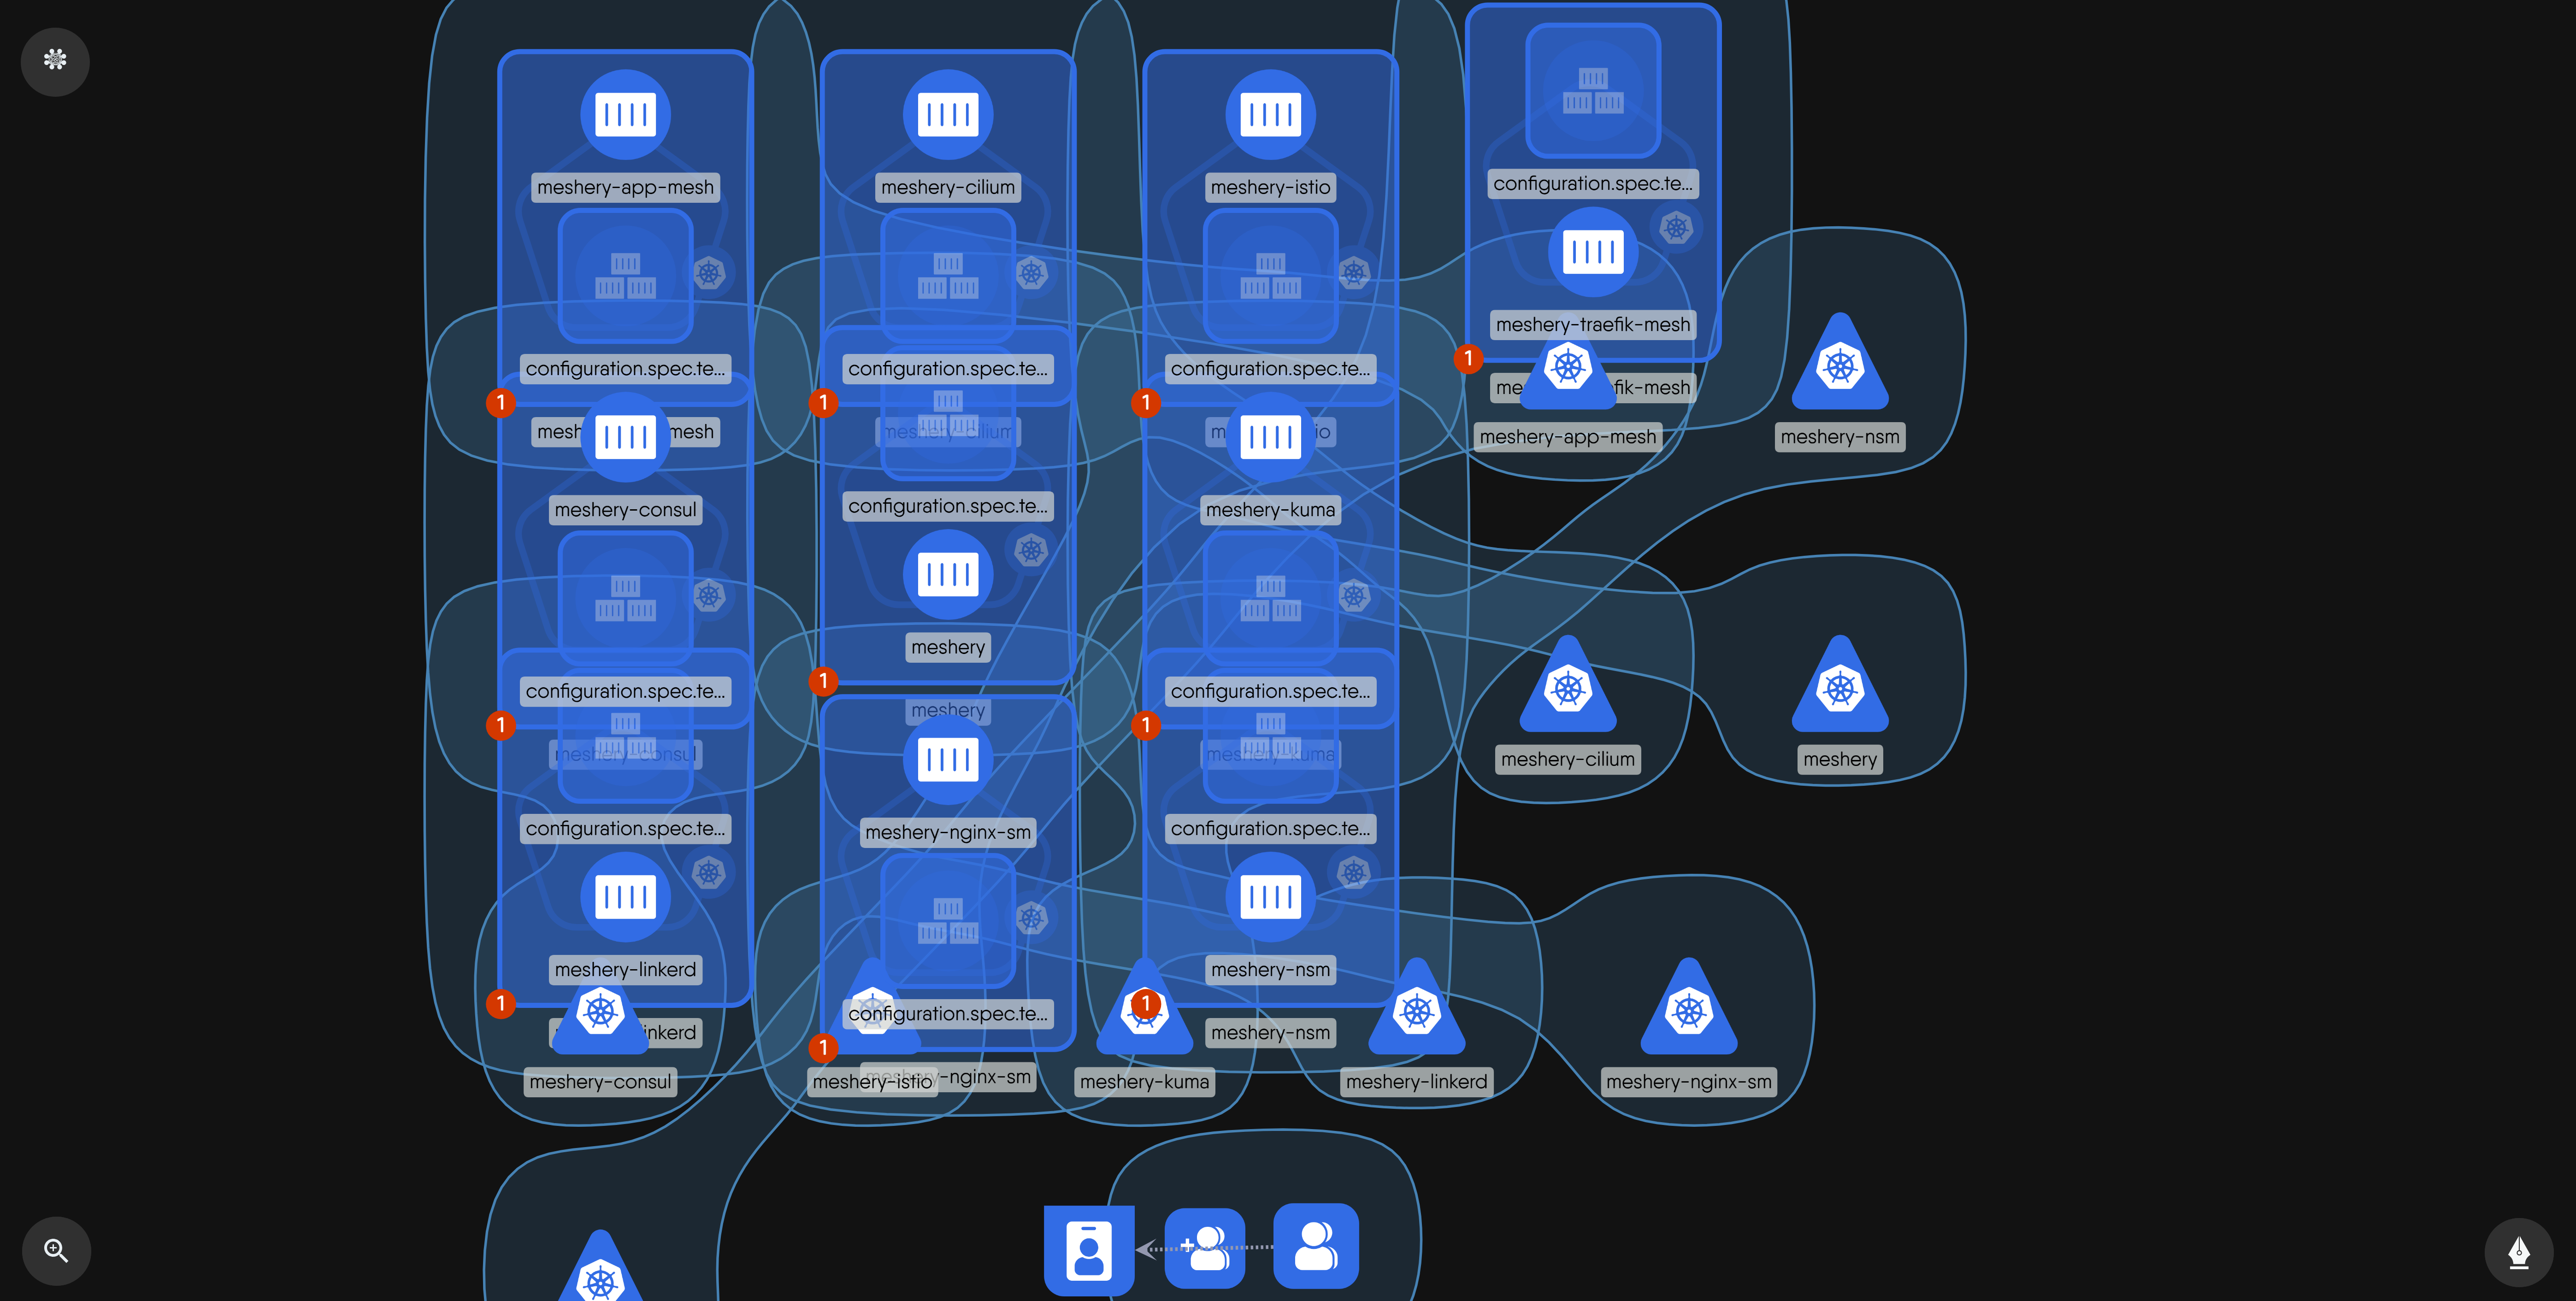 meshery-app-mesh
meshery-cilium
meshery-istio
configuration.spec.te...
meshery-traefik-mesh
configuration.spec.te...
configuration.spec.te...
configuration.spec.te...
1
1
1
1
fik-mesh
mesh
mesh
meshery-cilium
io
meshery-app-mesh
meshery-nsm
meshery-consul
configuration.spec.te...
meshery-kuma
meshery
configuration.spec.te...
1
configuration.spec.te...
1
meshery
1
meshery-consul
meshery-kuma
meshery-cilium
meshery
configuration.spec.te...
meshery-nginx-sm
configuration.spec.te...
meshery-linkerd
meshery-nsm
1
configuration.spec.te...
1
inkerd
1
meshery-nsm
meshery-consul
meshery-istio
-nginx-sm
meshery-kuma
meshery-linkerd
meshery-nginx-sm